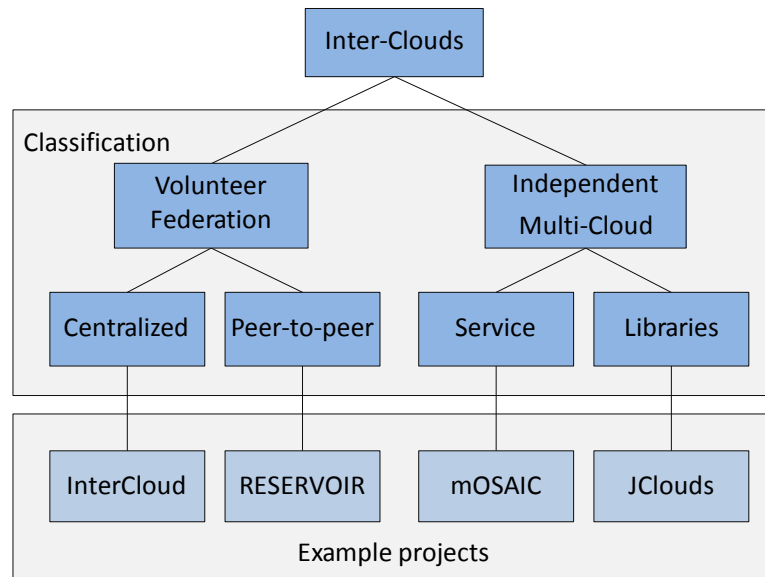 Inter-Clouds
Classification
Volunteer
Federation
Independent
Multi-Cloud
Centralized
Peer-to-peer
Service
Libraries
InterCloud
RESERVOIR
mOSAIC
JClouds
Example projects